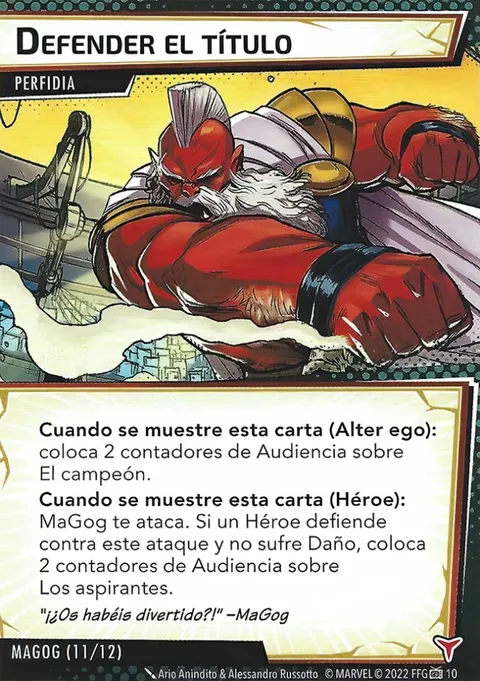 DEFENDER EL TÍTULO
PERFIDIA
Cuando se muestre esta carta (Alter ego):
coloca 2 contadores de Audiencia sobre
El campeón.
Cuando se muestre esta carta (Héroe):
MaGog te ataca. Si un Héroe defiende
contra este ataque y no sufre Daño, coloca
2 contadores de Audiencia sobre
Los aspirantes.
"¡¿Os habéis divertido?!" –MaGog
MAGOG (11/12)
Ario Anindito & Alessandro Russotto © MARVEL © 2022 FFG 10